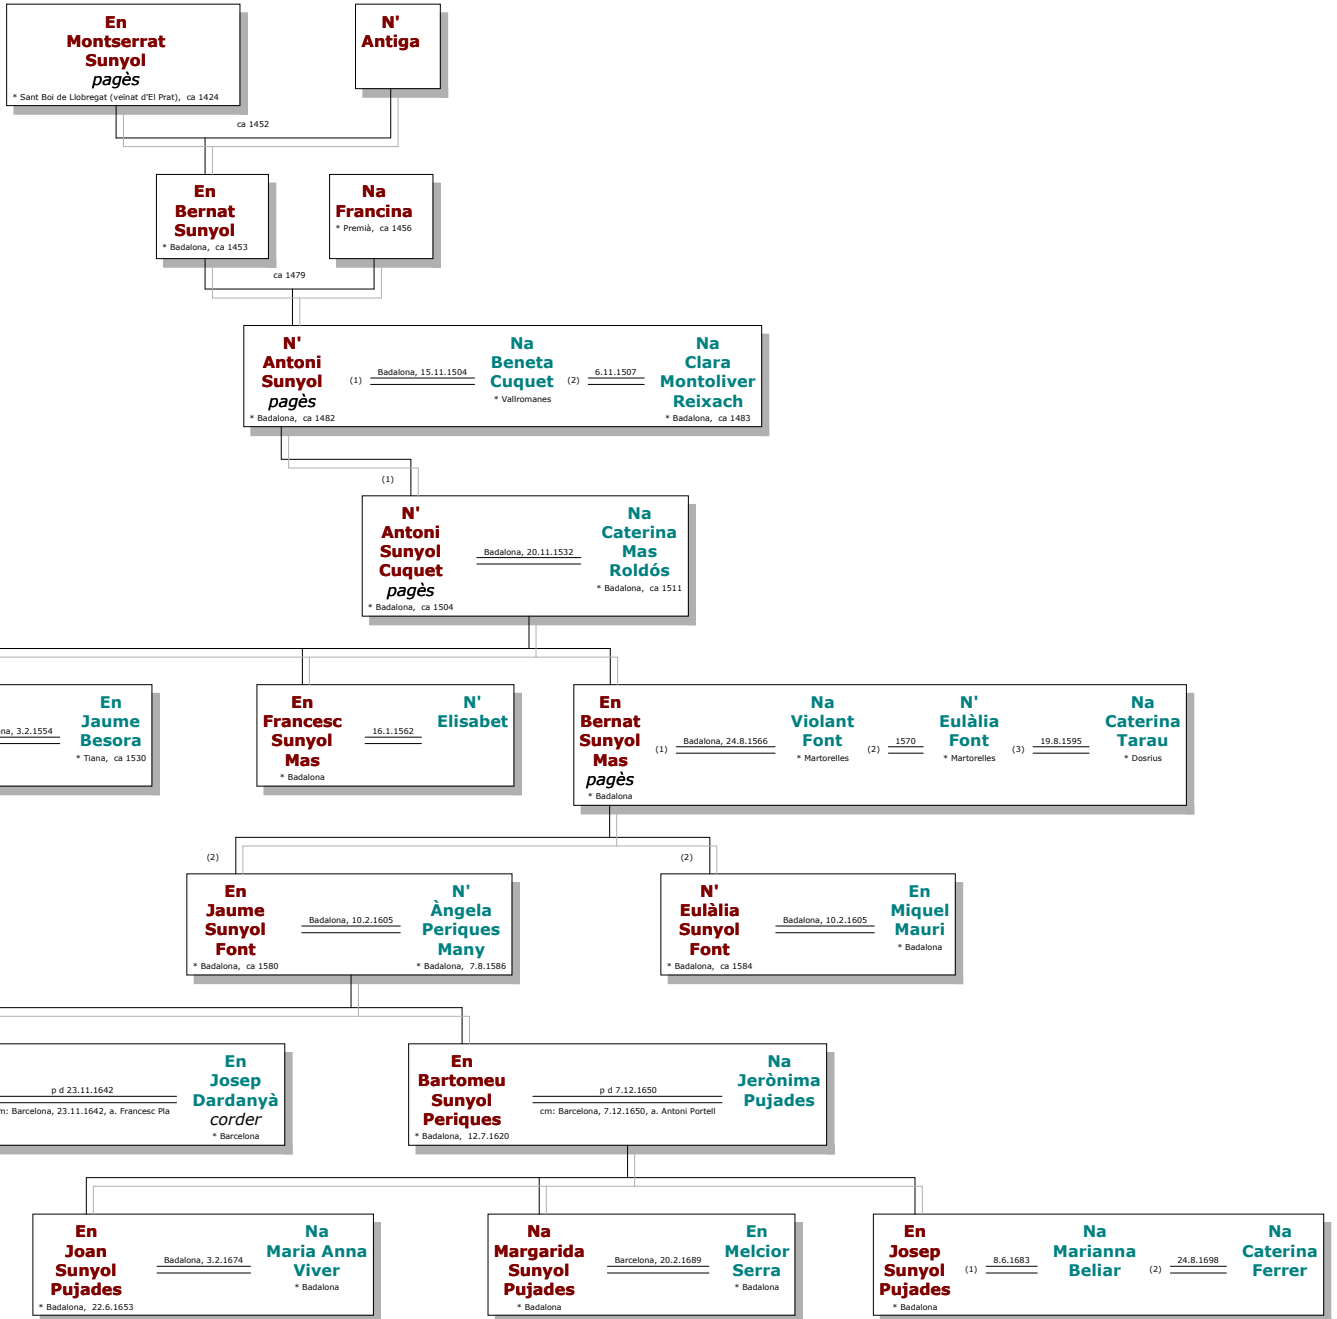 En
Montserrat
Sunyol
pagès
* Sant Boi de Llobregat (veïnat d'El Prat), ca 1424
N'
Antiga
ca 1452
En
Bernat
Sunyol
* Badalona, ca 1453
Na
Francina
* Premià, ca 1456
ca 1479
N'
Antoni
Sunyol
pagès
* Badalona, ca 1482
(1)
Badalona, 15.11.1504
Na
Beneta
Cuquet
* Vallromanes
(2)
6.11.1507
Na
Clara
Montoliver
Reixach
* Badalona, ca 1483
(1)
N'
Antoni
Sunyol
Cuquet
pagès
* Badalona, ca 1504
Badalona, 20.11.1532
Na
Caterina
Mas
Roldós
* Badalona, ca 1511
na, 3.2.1554
En
Jaume
Besora
* Tiana, ca 1530
En
Francesc
Sunyol
Mas
* Badalona
16.1.1562
N'
Elisabet
En
Bernat
Sunyol
Mas
pagès
* Badalona
(1)
Badalona, 24.8.1566
Na
Violant
Font
* Martorelles
(2)
1570
N'
Eulàlia
Font
* Martorelles
(3)
19.8.1595
Na
Caterina
Tarau
* Dosrius
(2)
(2)
En
Jaume
Sunyol
Font
* Badalona, ca 1580
Badalona, 10.2.1605
N'
Àngela
Periques
Many
* Badalona, 7.8.1586
N'
Eulàlia
Sunyol
Font
* Badalona, ca 1584
Badalona, 10.2.1605
En
Miquel
Mauri
* Badalona
p d 23.11.1642
m: Barcelona, 23.11.1642, a. Francesc Pla
En
Josep
Dardanyà
corder
* Barcelona
En
Bartomeu
Sunyol
Periques
* Badalona, 12.7.1620
p d 7.12.1650
cm: Barcelona, 7.12.1650, a. Antoni Portell
Na
Jerònima
Pujades
En
Joan
Sunyol
Pujades
* Badalona, 22.6.1653
Badalona, 3.2.1674
Na
Maria Anna
Viver
* Badalona
Na
Margarida
Sunyol
Pujades
* Badalona
Barcelona, 20.2.1689
En
Melcior
Serra
* Badalona
En
Josep
Sunyol
Pujades
* Badalona
(1)
8.6.1683
Na
Marianna
Beliar
(2)
24.8.1698
Na
Caterina
Ferrer